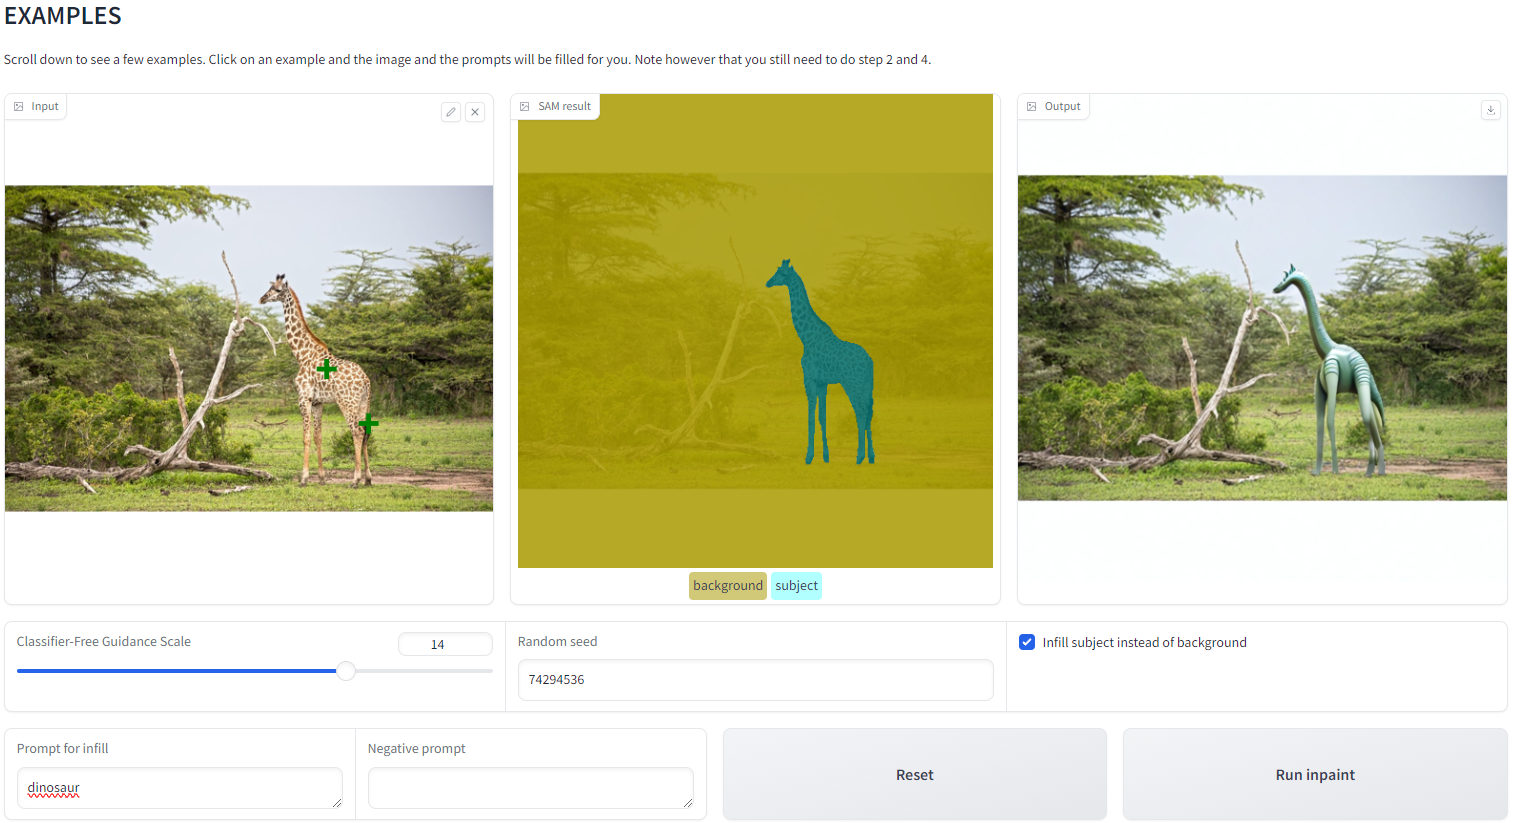 EXAMPLES
Scroll down to see a few examples. Click on an example and the image and the prompts will be filled for you. Note however that you still need to do step 2 and 4.
Input
SAM result
Output
background subject
Classifier-Free Guidance Scale
14
Random seed
74294536
Infill subject instead of background
Prompt for infill
dinosaur
Negative prompt
Reset
Run inpaint